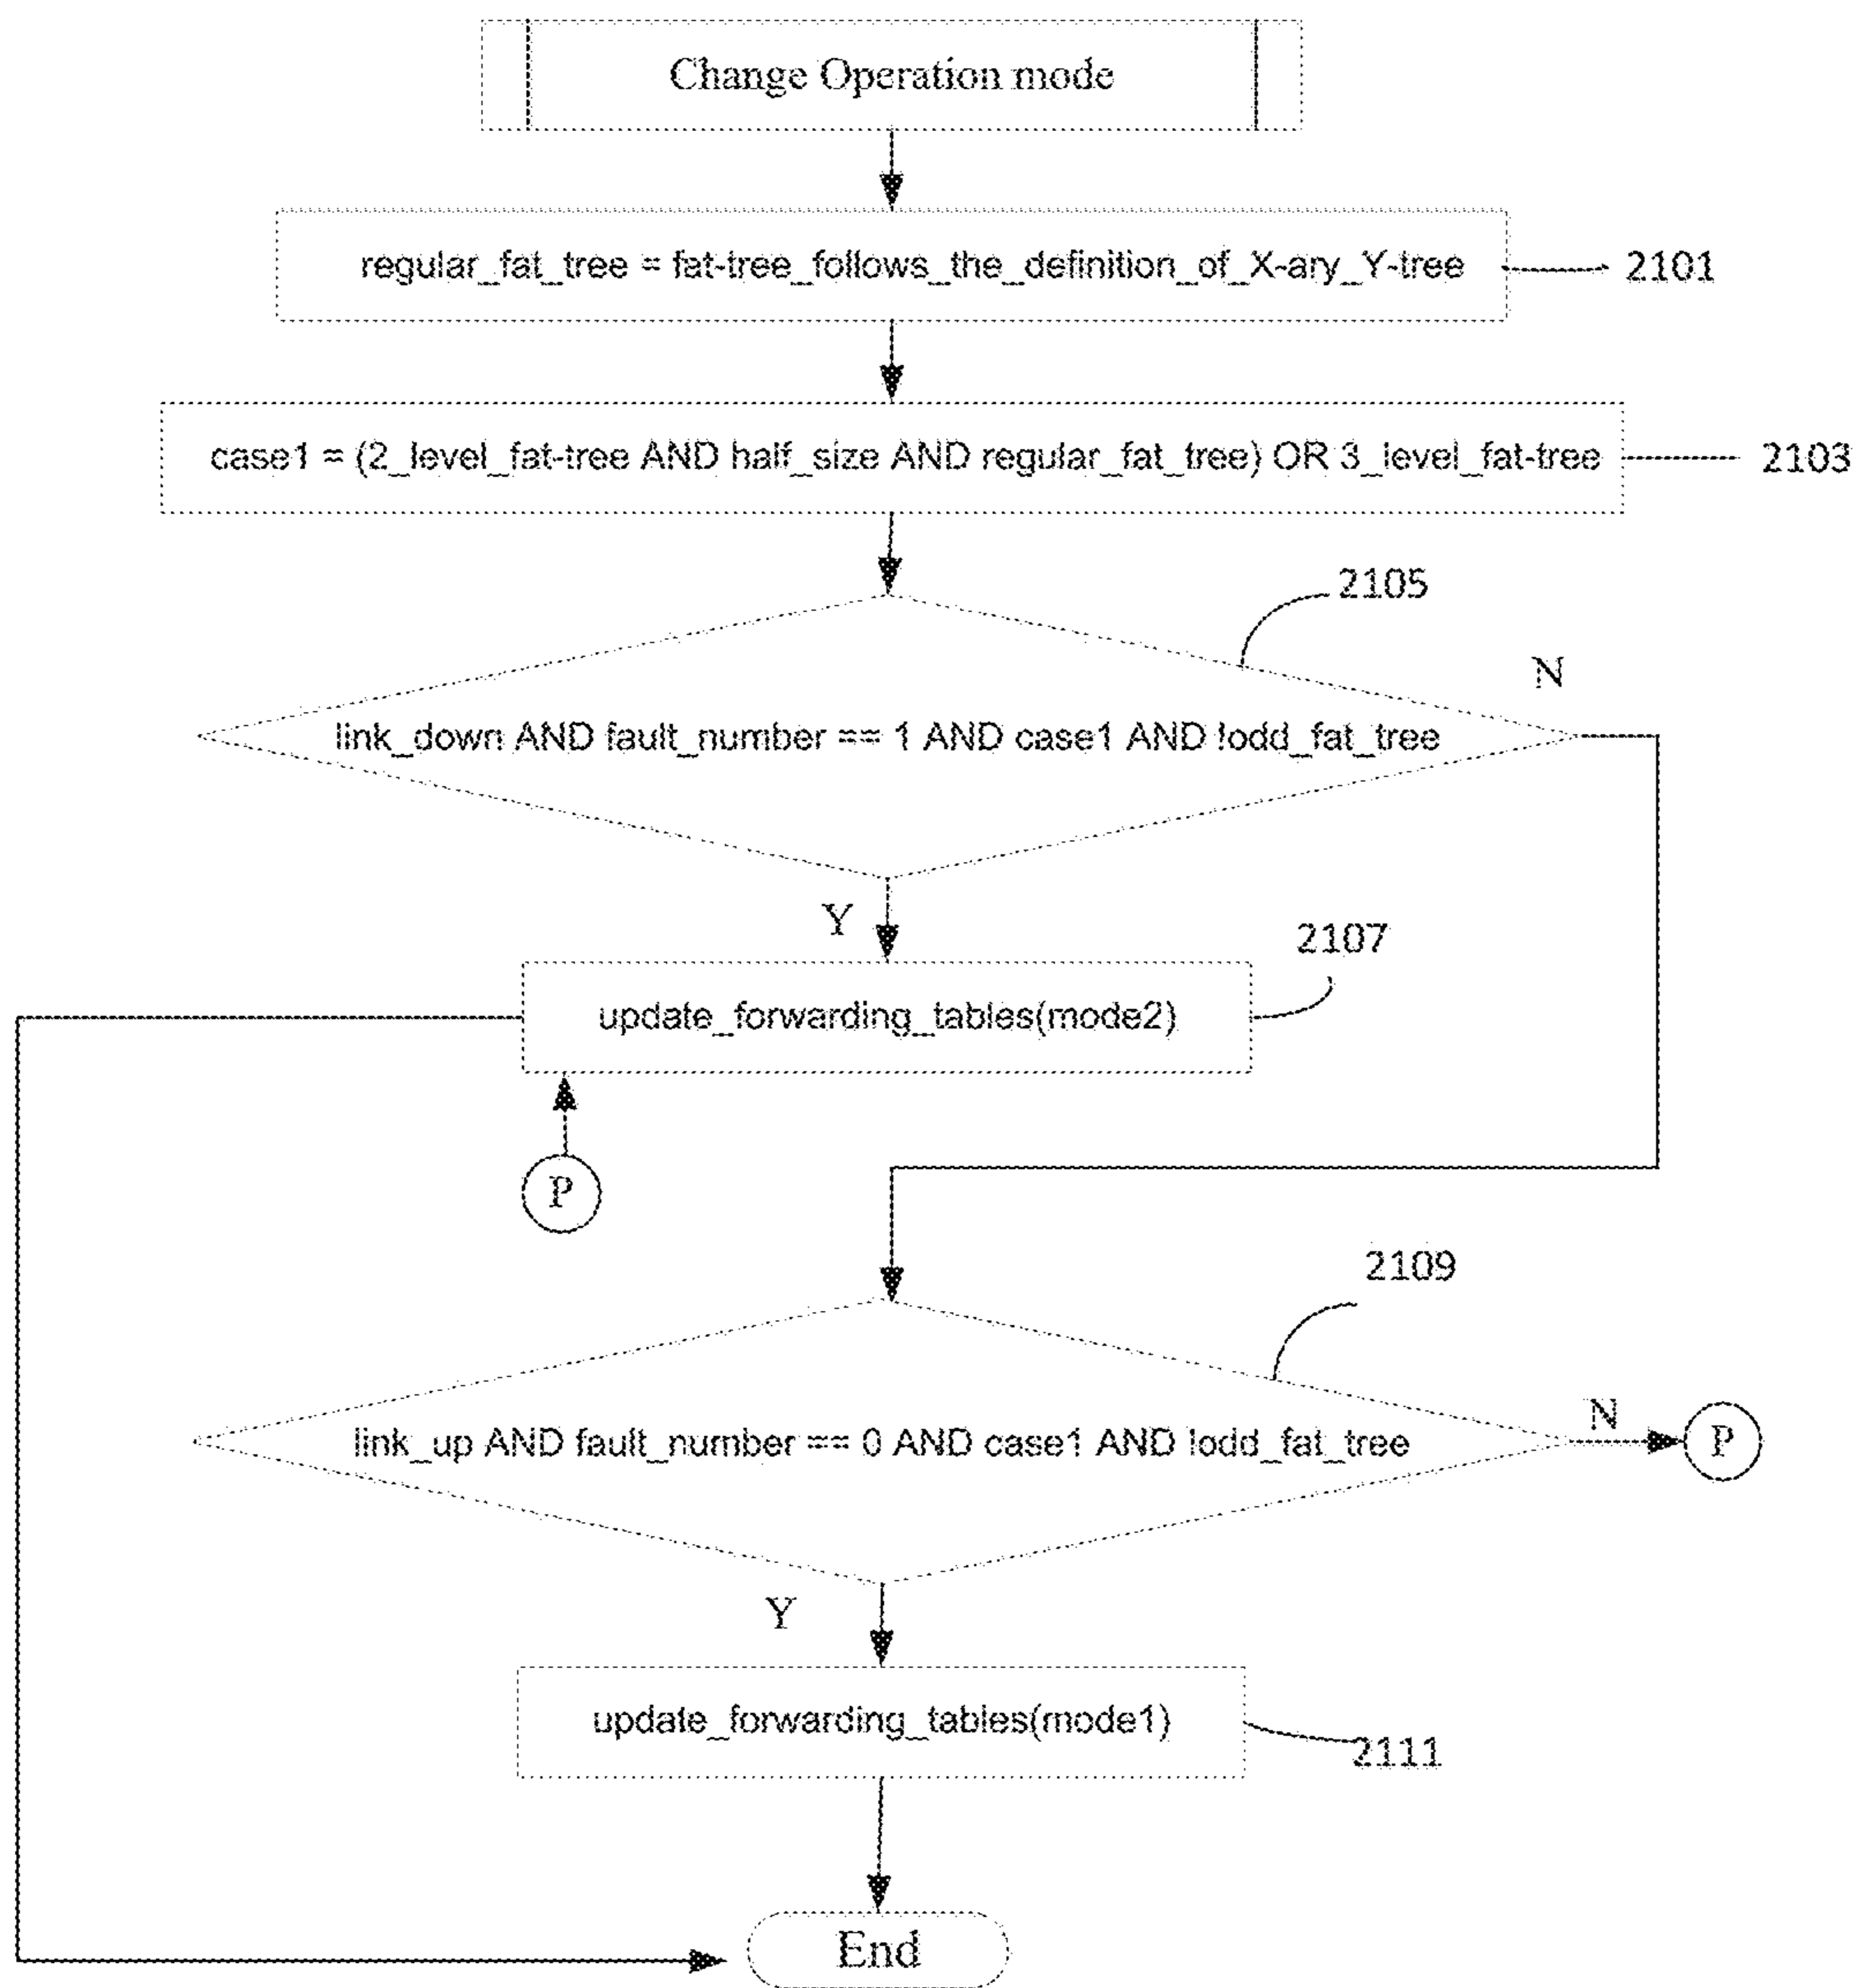 Change Operation mode
regular_fat_tree = fat-tree_follows_the_definition_of_X-ary_Y-tree
2101
case1 = (2_level_fat-tree AND half_size AND regular_fat_tree) OR 3_level_fat-tree
2103
2105
N
link_down AND fault_number == 1 AND case1 AND !odd_fat_tree
Y
2107
update_forwarding_tables(mode2)
P
2109
link_up AND fault_number == 0 AND case1 AND !odd_fat_tree
N
P
Y
update_forwarding_tables(mode1)
2111
End